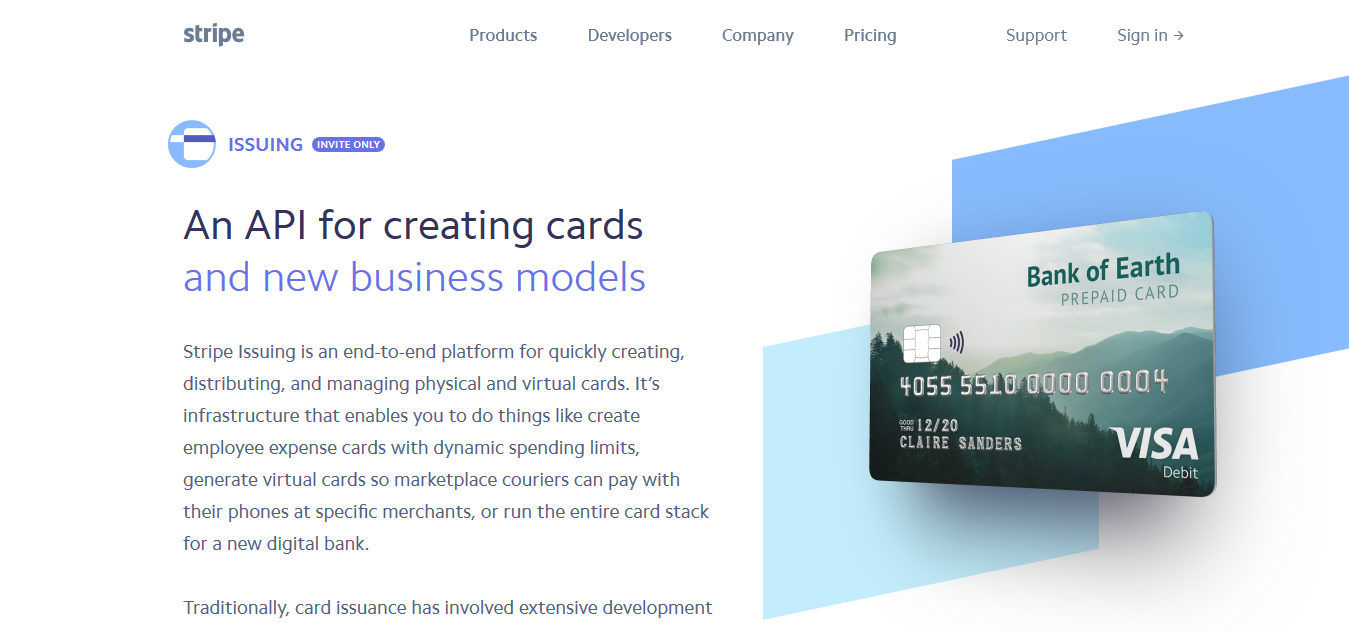 stripe
Products Developers Company Pricing Support Sign in →
ISSUING INVITE ONLY
An API for creating cards
and new business models
Stripe Issuing is an end-to-end platform for quickly creating,
distributing, and managing physical and virtual cards. It’s
infrastructure that enables you to do things like create
employee expense cards with dynamic spending limits,
generate virtual cards so marketplace couriers can pay with
their phones at specific merchants, or run the entire card stack
for a new digital bank.
Traditionally, card issuance has involved extensive development
Bank of Earth
PREPAID CARD
4055 5510 0000 0004
GOOD THRU 12/20
CLAIRE SANDERS
VISA
Debit